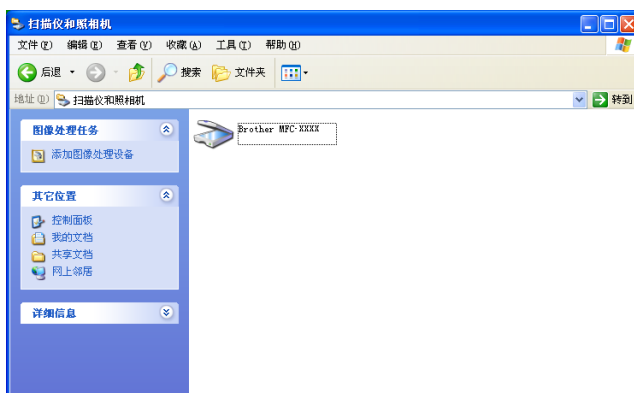 扫描仪和照相机
文件(F) 编辑(E) 查看(V) 收藏(A) 工具(T) 帮助(H)
后退 搜索 文件夹
地址(D) 扫描仪和照相机 转到
图像处理任务
添加图像处理设备
其它位置
控制面板
我的文档
共享文档
网上邻居
详细信息
Brother MFC-XXXX